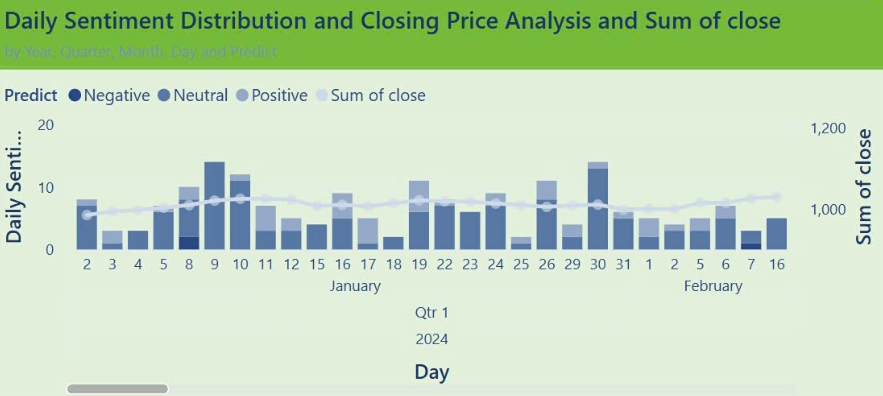 Daily Sentiment Distribution and Closing Price Analysis and Sum of close
by Year, Quarter, Month, Day and Predict
Predict Negative Neutral Positive Sum of close
Daily Senti...
20
10
0
1,200
1,000
Sum of close
2 3 4 5 8 9 10 11 12 15 16 17 18 19 22 23 24 25 26 29 30 31 1 2 5 6 7 16
January February
Qtr 1
2024
Day